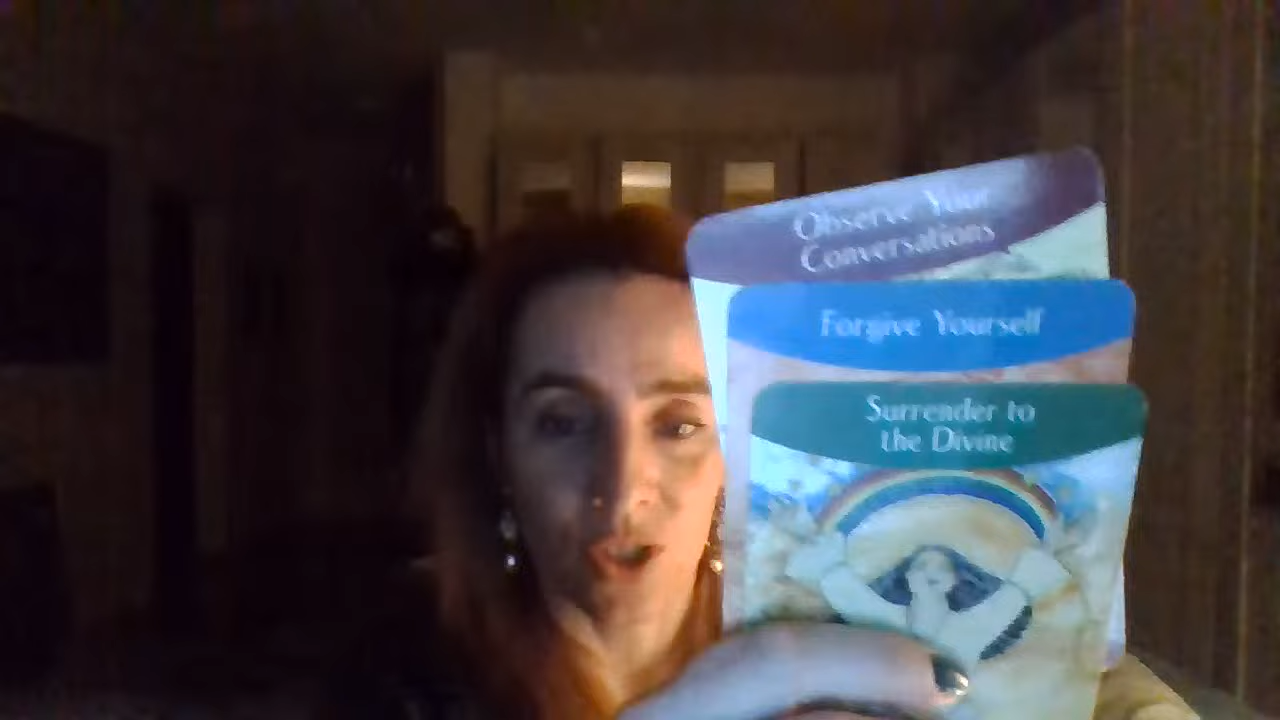 Observe Your
Conversations
Forgive Yourself
Surrender to
the Divine